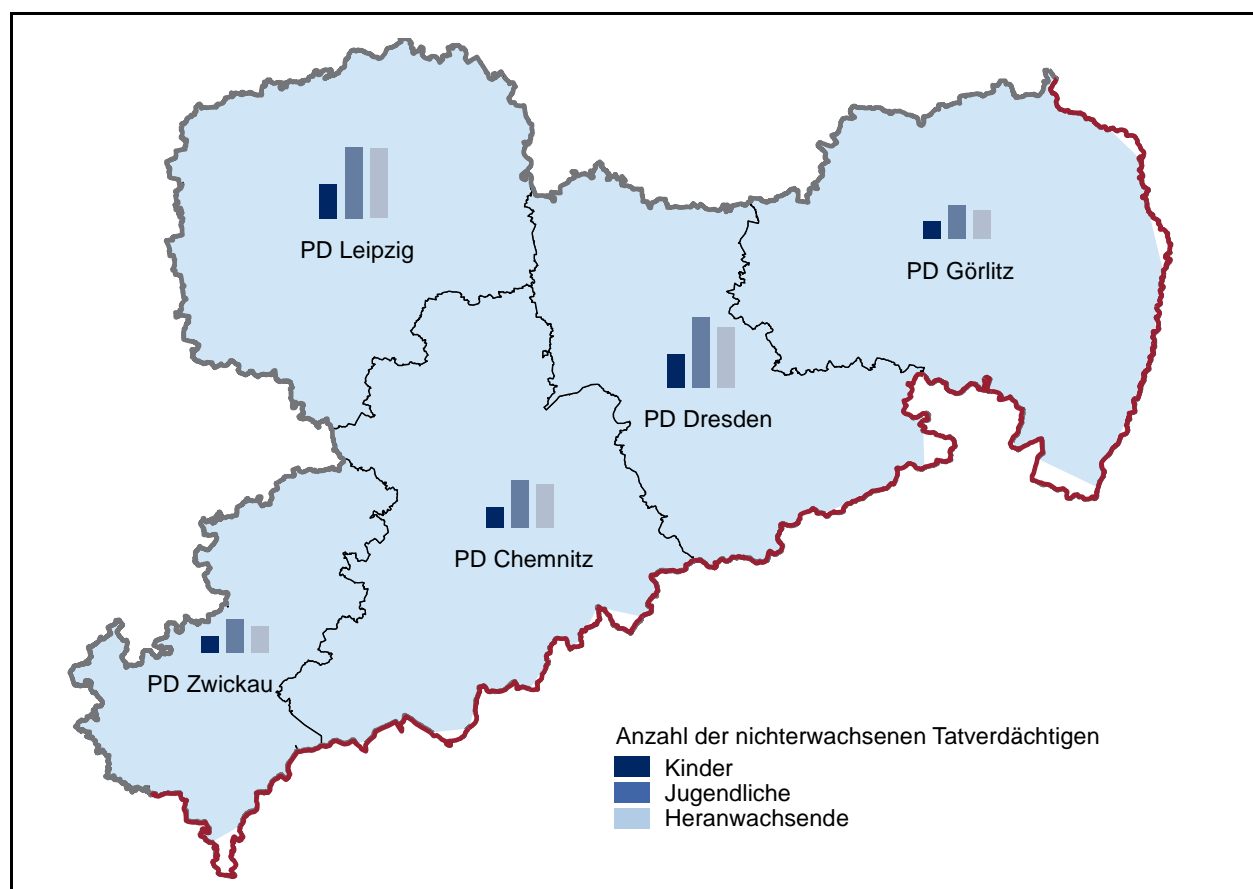 PD Leipzig
PD Görlitz
PD Dresden
PD Chemnitz
PD Zwickau
Anzahl der nichterwachsenen Tatverdächtigen
Kinder
Jugendliche
Heranwachsende